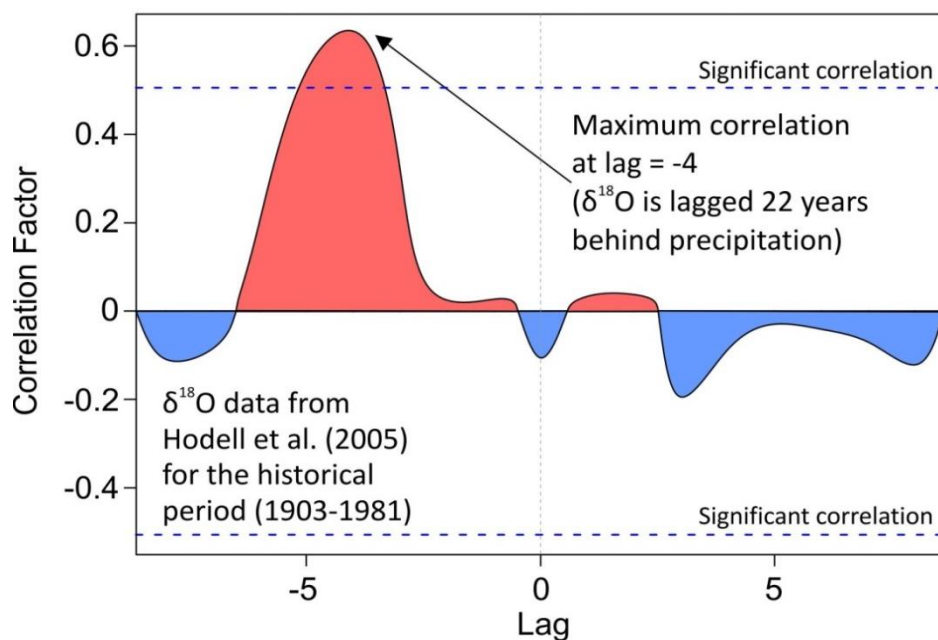 0.6
0.4
0.2
0
-0.2
-0.4
Correlation Factor
Significant correlation
Maximum correlation
at lag = -4
(δ¹⁸O is lagged 22 years
behind precipitation)
δ¹⁸O data from
Hodell et al. (2005)
for the historical
period (1903-1981)
Significant correlation
-5
0
5
Lag